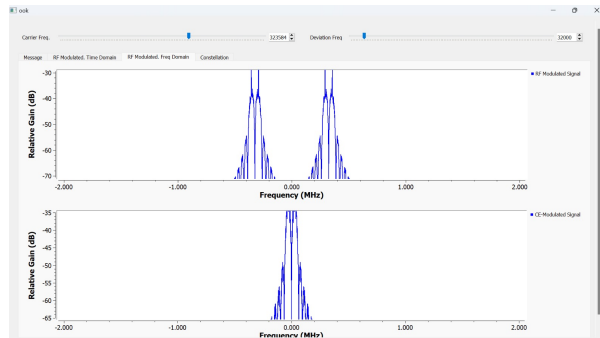 ook
Carrier Freq. 323584 Deviation Freq 32000
Message RF Modulated. Time Domain RF Modulated. Freq Domain Constellation
RF Modulated Signal
Relative Gain (dB)
-30
-40
-50
-60
-70
-2.000 -1.000 0.000 1.000 2.000
Frequency (MHz)
CE-Modulated Signal
Relative Gain (dB)
-35
-40
-45
-50
-55
-60
-65
-2.000 -1.000 0.000 1.000 2.000
Frequency (MHz)